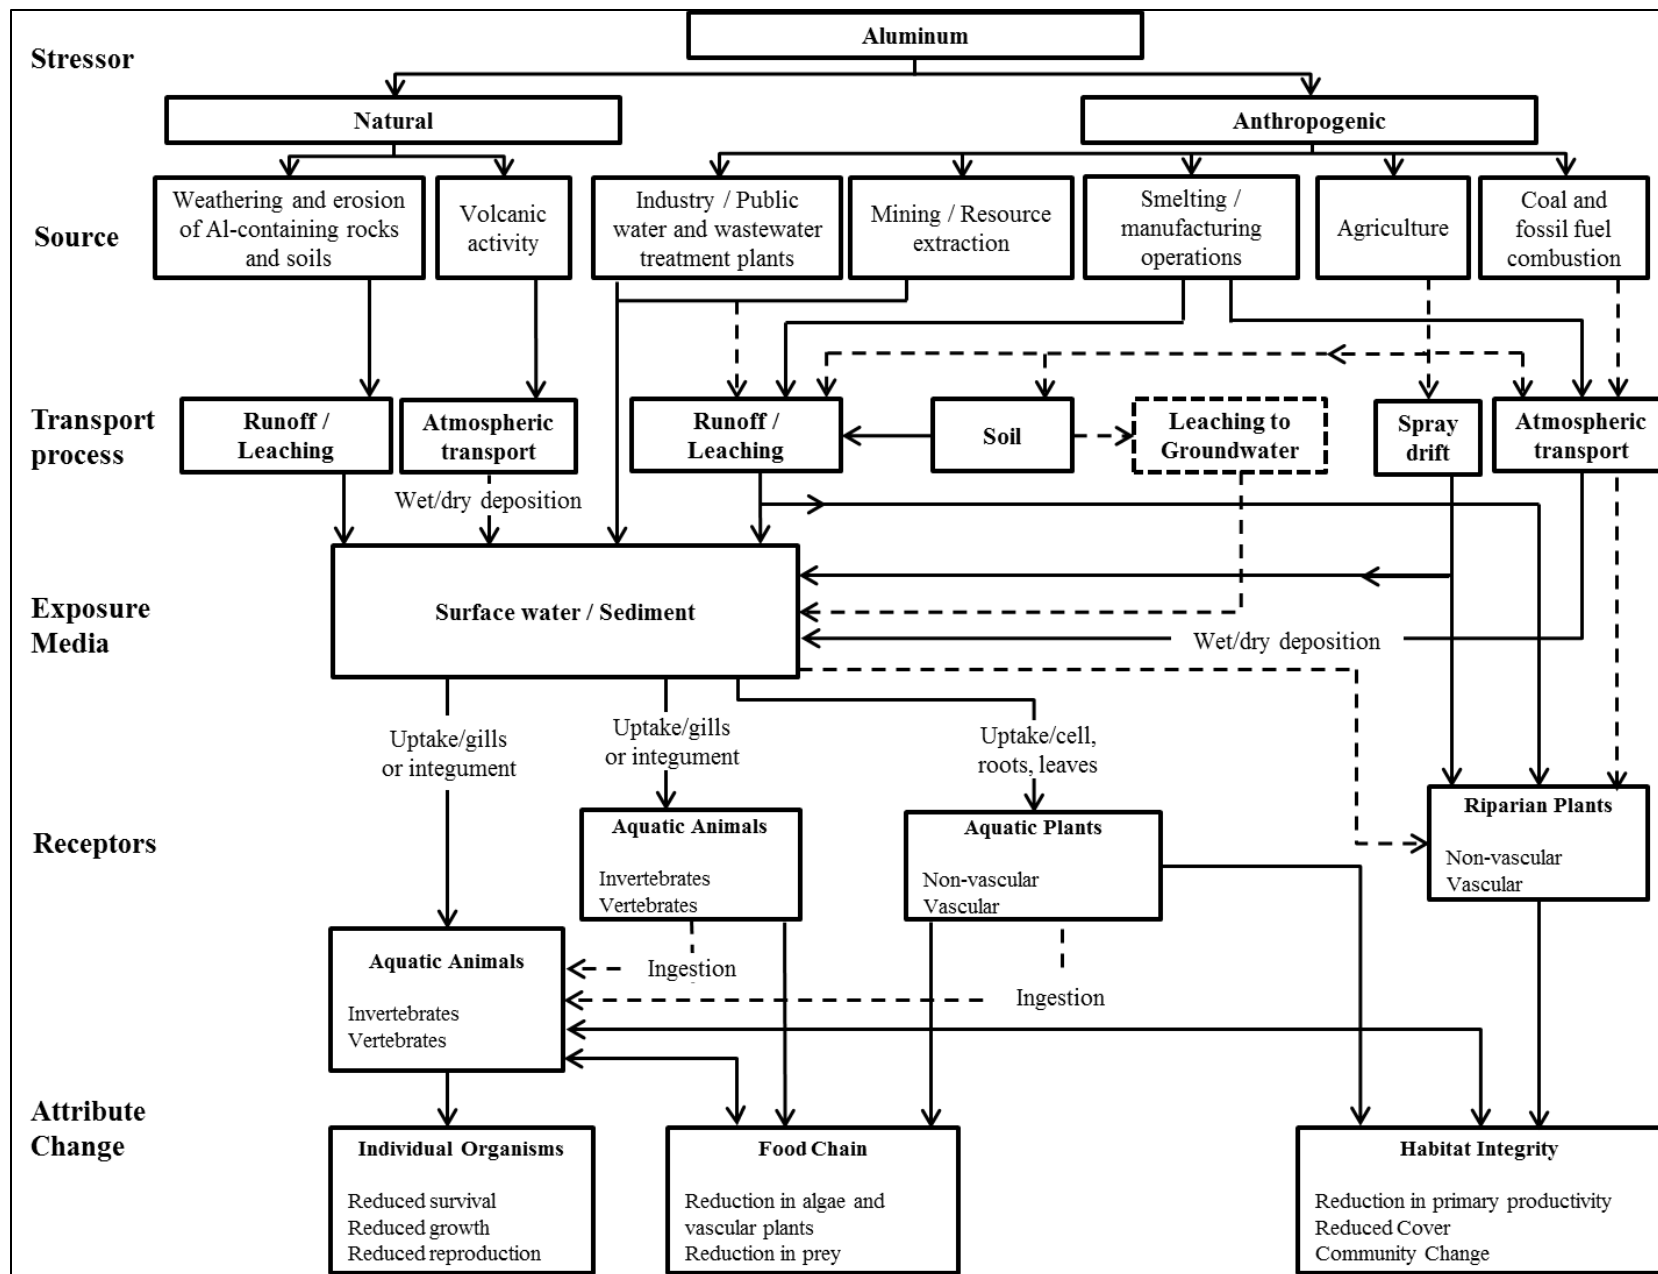 Aluminum
Stressor
Natural
Anthropogenic
Source
Weathering and erosion
of Al-containing rocks
and soils
Volcanic
activity
Industry / Public
water and wastewater
treatment plants
Mining / Resource
extraction
Smelting /
manufacturing
operations
Agriculture
Coal and
fossil fuel
combustion
Transport
process
Runoff /
Leaching
Atmospheric
transport
Runoff /
Leaching
Soil
Leaching to
Groundwater
Spray
drift
Atmospheric
transport
Wet/dry deposition
Exposure
Media
Surface water / Sediment
Wet/dry deposition
Uptake/gills
or integument
Uptake/gills
or integument
Uptake/cell,
roots, leaves
Receptors
Aquatic Animals
Invertebrates
Vertebrates
Aquatic Plants
Non-vascular
Vascular
Riparian Plants
Non-vascular
Vascular
Aquatic Animals
Invertebrates
Vertebrates
Ingestion
Ingestion
Attribute
Change
Individual Organisms
Reduced survival
Reduced growth
Reduced reproduction
Food Chain
Reduction in algae and
vascular plants
Reduction in prey
Habitat Integrity
Reduction in primary productivity
Reduced Cover
Community Change